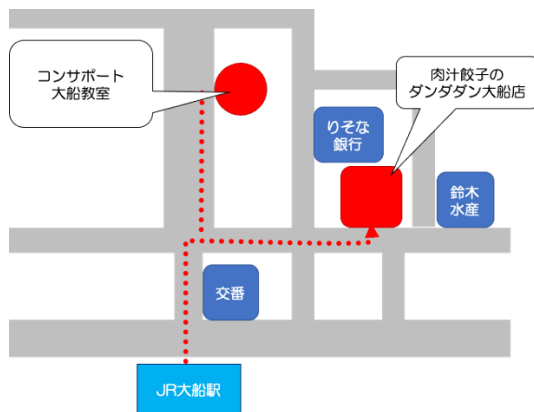 コンサポート
大船教室
肉汁餃子の
ダンダダン大船店
りそな
銀行
鈴木
水産
交番
JR大船駅